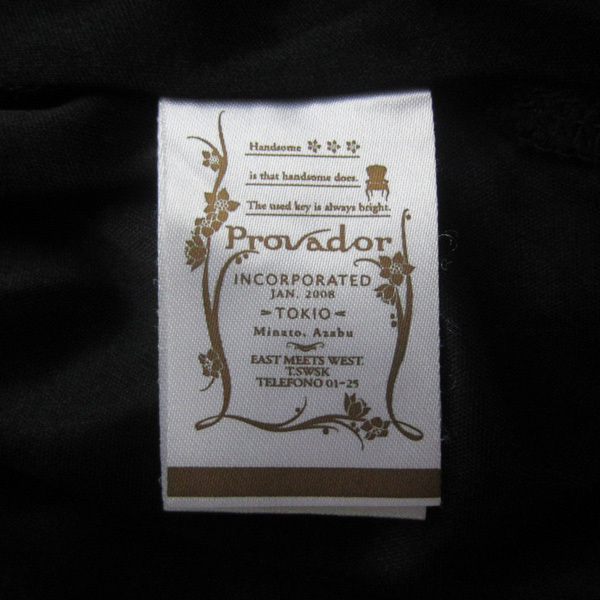 Handsome
is that handsome does.
The used key is always bright.
Provador
INCORPORATED
JAN. 2008
TOKIO
Minato, Azabu
EAST MEETS WEST.
T.SWSK
TELEFONO 01-25